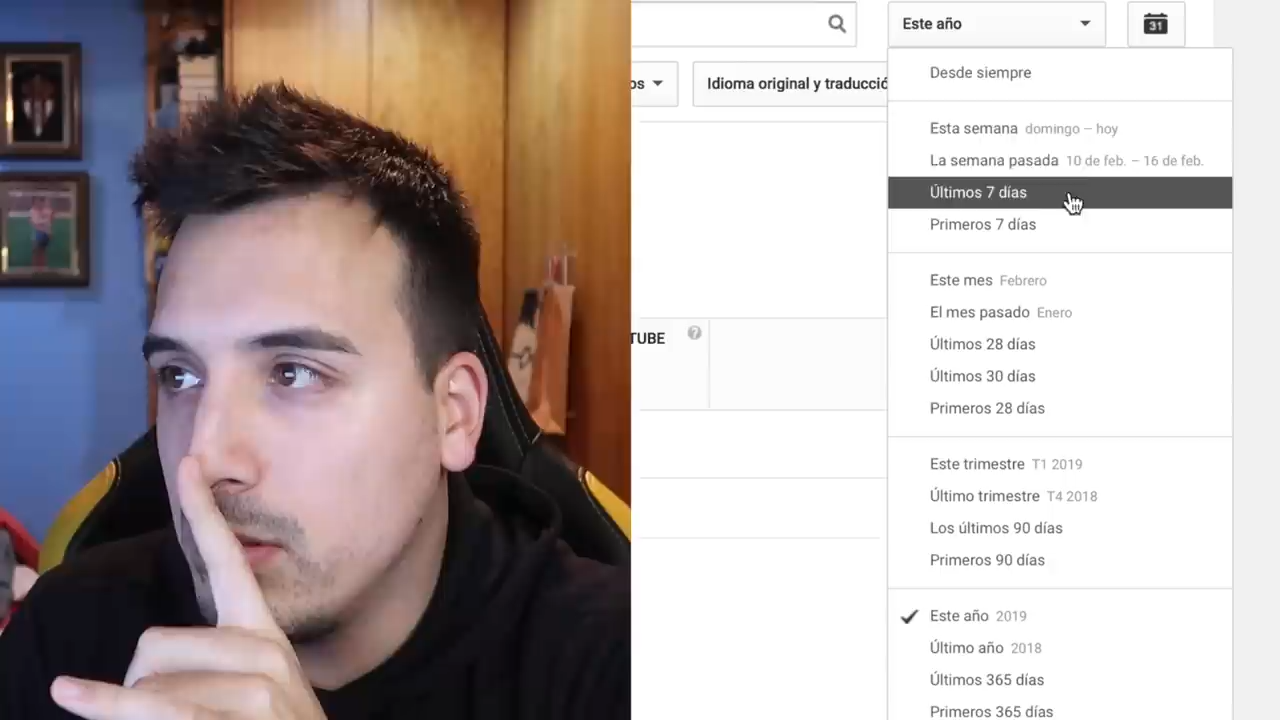 Este año
31
os
Idioma original y traducció
Desde siempre
Esta semana domingo – hoy
La semana pasada 10 de feb. – 16 de feb.
Últimos 7 días
Primeros 7 días
Este mes Febrero
El mes pasado Enero
TUBE ?
Últimos 28 días
Últimos 30 días
Primeros 28 días
Este trimestre T1 2019
Último trimestre T4 2018
Los últimos 90 días
Primeros 90 días
Este año 2019
Último año 2018
Últimos 365 días
Primeros 365 días